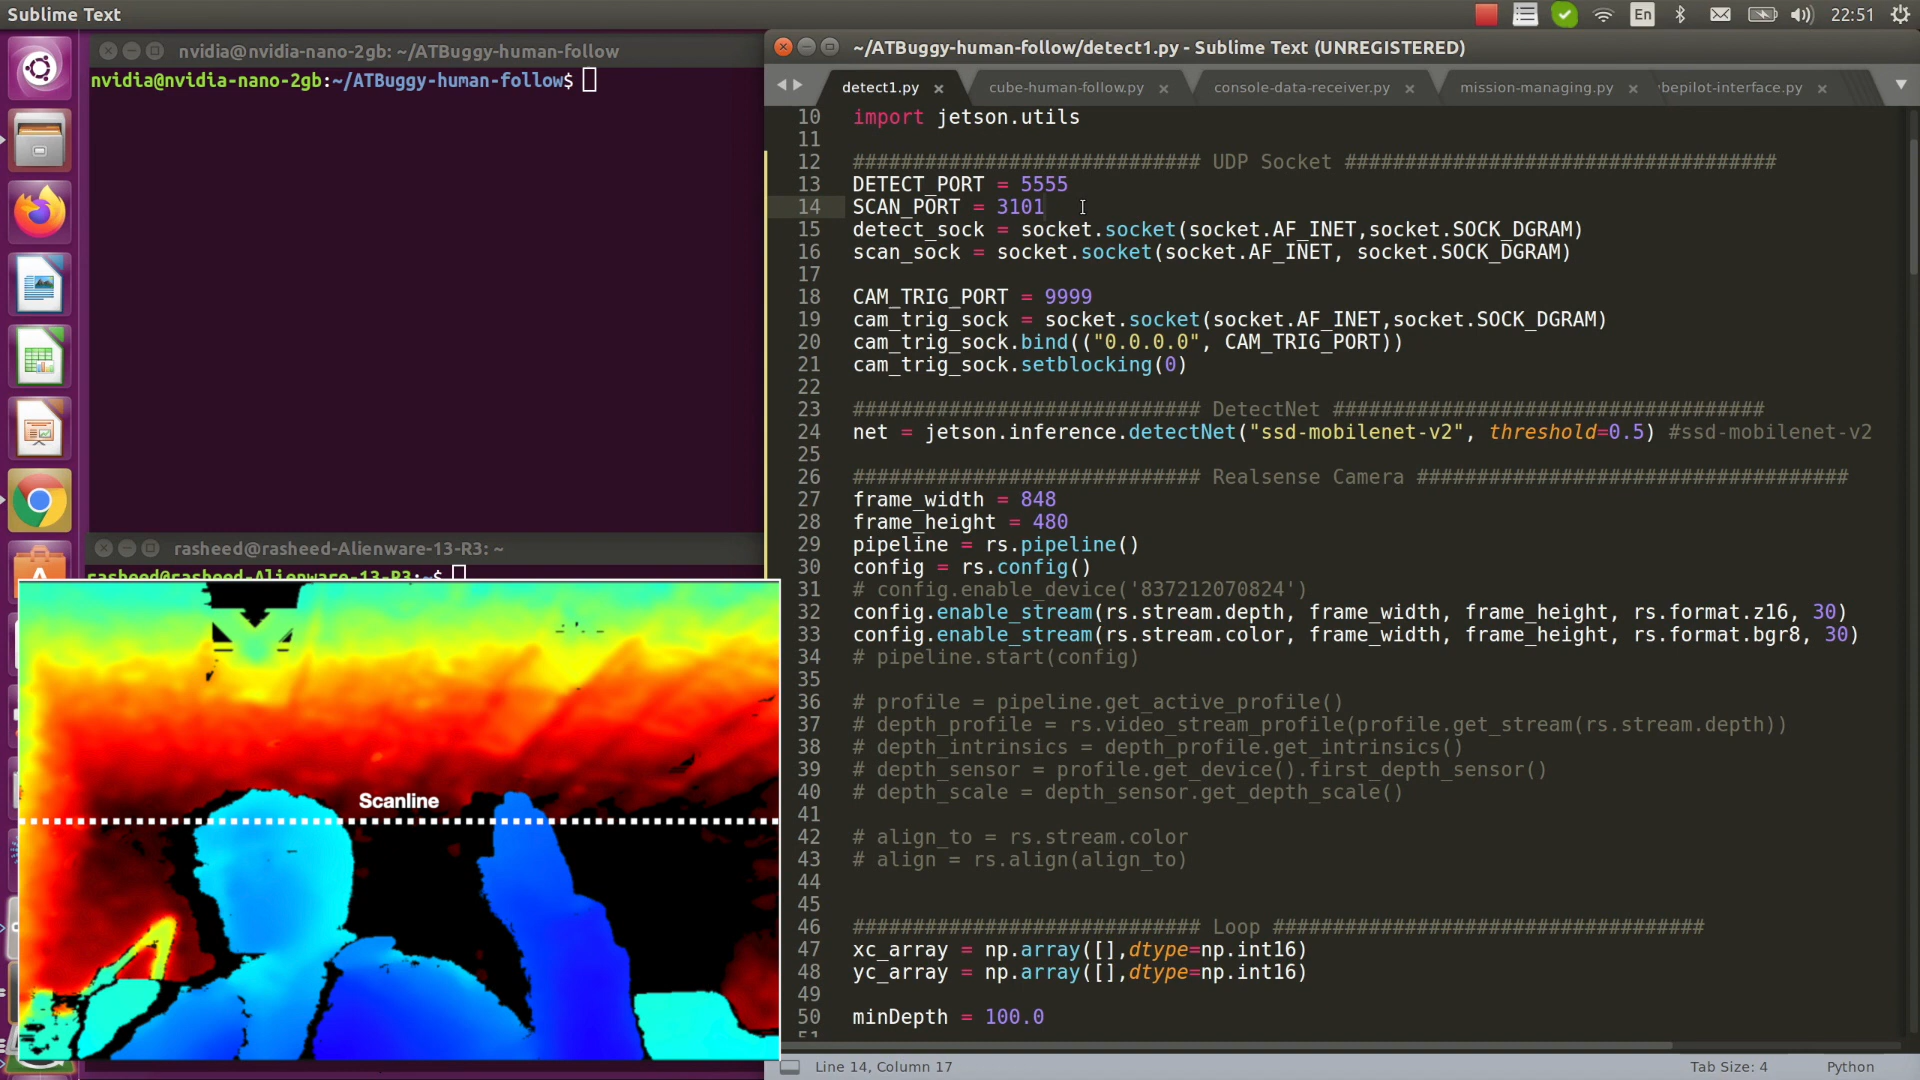 Sublime Text
En
22:51
nvidia@nvidia-nano-2gb: ~/ATBuggy-human-follow
nvidia@nvidia-nano-2gb:~/ATBuggy-human-follow$
rasheed@rasheed-Alienware-13-R3: ~
rasheed@rasheed-Alienware-13-R3:~$
Scanline
~/ATBuggy-human-follow/detect1.py - Sublime Text (UNREGISTERED)
detect1.py
cube-human-follow.py
console-data-receiver.py
mission-managing.py
bepilot-interface.py
10 import jetson.utils
11
12 ############################# UDP Socket ####################################
13 DETECT_PORT = 5555
14 SCAN_PORT = 3101
15 detect_sock = socket.socket(socket.AF_INET,socket.SOCK_DGRAM)
16 scan_sock = socket.socket(socket.AF_INET, socket.SOCK_DGRAM)
17
18 CAM_TRIG_PORT = 9999
19 cam_trig_sock = socket.socket(socket.AF_INET,socket.SOCK_DGRAM)
20 cam_trig_sock.bind(("0.0.0.0", CAM_TRIG_PORT))
21 cam_trig_sock.setblocking(0)
22
23 ############################# DetectNet ####################################
24 net = jetson.inference.detectNet("ssd-mobilenet-v2", threshold=0.5) #ssd-mobilenet-v2
25
26 ############################# Realsense Camera ####################################
27 frame_width = 848
28 frame_height = 480
29 pipeline = rs.pipeline()
30 config = rs.config()
31 # config.enable_device('837212070824')
32 config.enable_stream(rs.stream.depth, frame_width, frame_height, rs.format.z16, 30)
33 config.enable_stream(rs.stream.color, frame_width, frame_height, rs.format.bgr8, 30)
34 # pipeline.start(config)
35
36 # profile = pipeline.get_active_profile()
37 # depth_profile = rs.video_stream_profile(profile.get_stream(rs.stream.depth))
38 # depth_intrinsics = depth_profile.get_intrinsics()
39 # depth_sensor = profile.get_device().first_depth_sensor()
40 # depth_scale = depth_sensor.get_depth_scale()
41
42 # align_to = rs.stream.color
43 # align = rs.align(align_to)
44
45
46 ############################# Loop ####################################
47 xc_array = np.array([],dtype=np.int16)
48 yc_array = np.array([],dtype=np.int16)
49
50 minDepth = 100.0
51
Line 14, Column 17
Tab Size: 4
Python